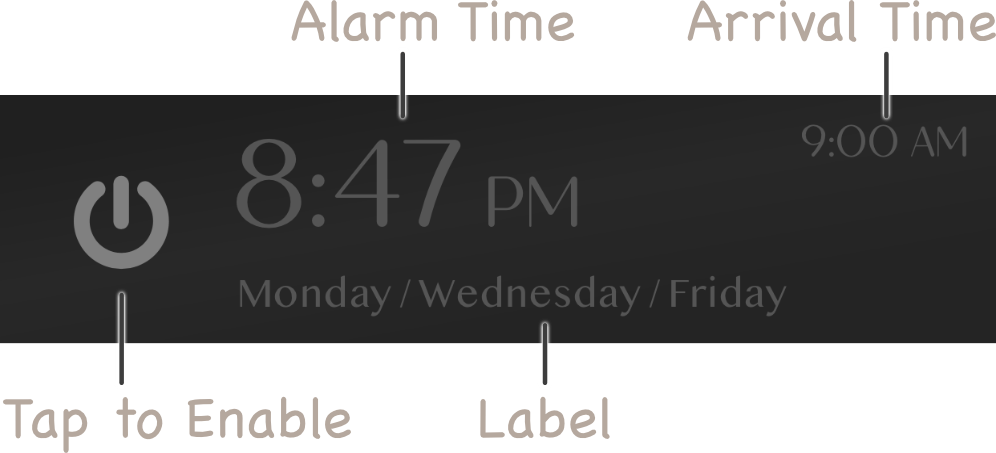 Alarm Time
Arrival Time
8:47 PM
9:00 AM
Monday / Wednesday / Friday
Tap to Enable
Label